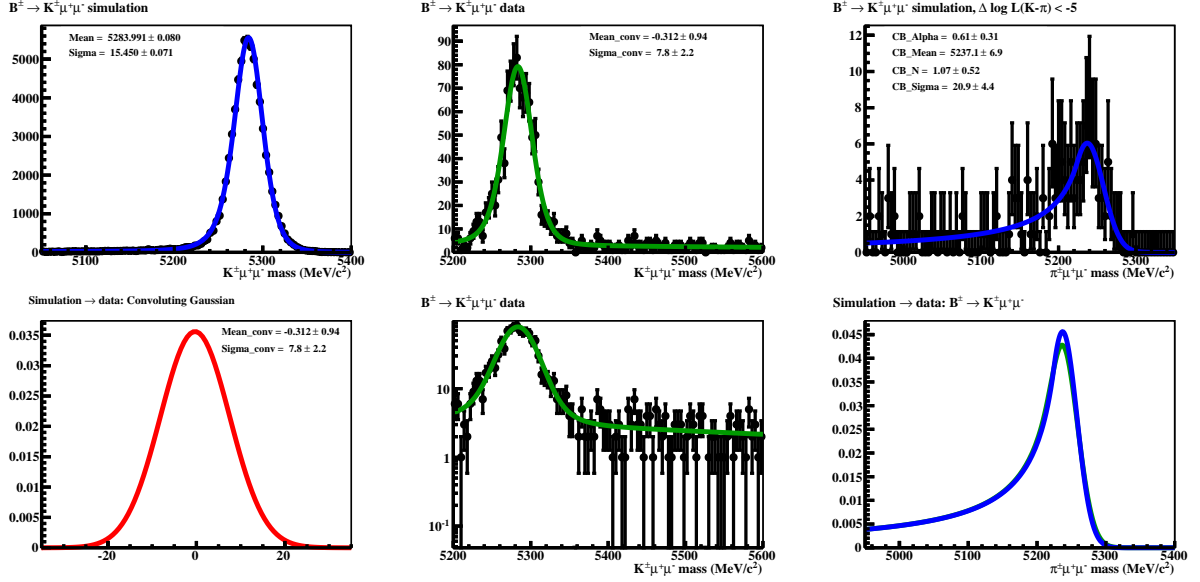 B± → K±μ+μ- simulation
Mean = 5283.991 ± 0.080
Sigma = 15.450 ± 0.071
5000
4000
3000
2000
1000
0
5100 5200 5300 5400
K±μ+μ- mass (MeV/c²)
B± → K±μ+μ- data
Mean_conv = -0.312 ± 0.94
Sigma_conv = 7.8 ± 2.2
90
80
70
60
50
40
30
20
10
0
5200 5300 5400 5500 5600
K±μ+μ- mass (MeV/c²)
B± → K±μ+μ- simulation, Δ log L(K-π) < -5
CB_Alpha = 0.61 ± 0.31
CB_Mean = 5237.1 ± 6.9
CB_N = 1.07 ± 0.52
CB_Sigma = 20.9 ± 4.4
12
10
8
6
4
2
0
5000 5100 5200 5300
π±μ+μ- mass (MeV/c²)
Simulation → data: Convoluting Gaussian
Mean_conv = -0.312 ± 0.94
Sigma_conv = 7.8 ± 2.2
0.035
0.03
0.025
0.02
0.015
0.01
0.005
0
-20 0 20
B± → K±μ+μ- data
10
1
10⁻¹
5200 5300 5400 5500 5600
K±μ+μ- mass (MeV/c²)
Simulation → data: B± → K±μ+μ-
0.045
0.04
0.035
0.03
0.025
0.02
0.015
0.01
0.005
0
5000 5100 5200 5300 5400
π±μ+μ- mass (MeV/c²)